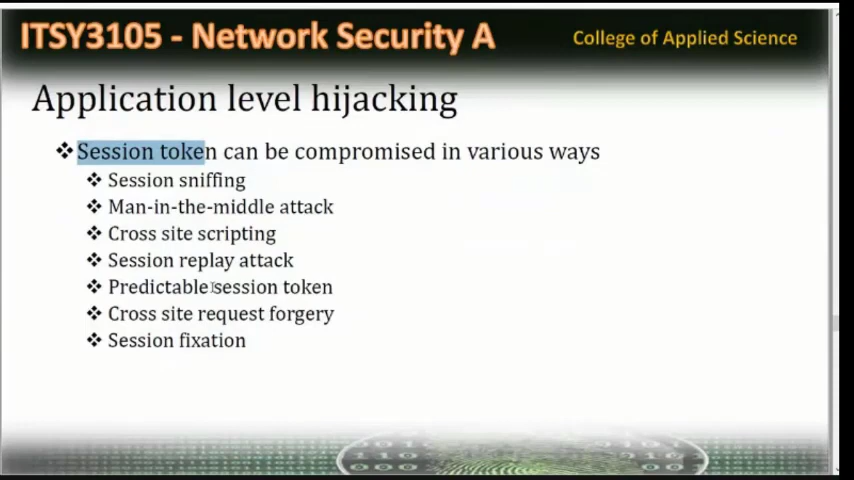 ITSY3105 - Network Security A
College of Applied Science
Application level hijacking
❖Session token can be compromised in various ways
❖ Session sniffing
❖ Man-in-the-middle attack
❖ Cross site scripting
❖ Session replay attack
❖ Predictable session token
❖ Cross site request forgery
❖ Session fixation